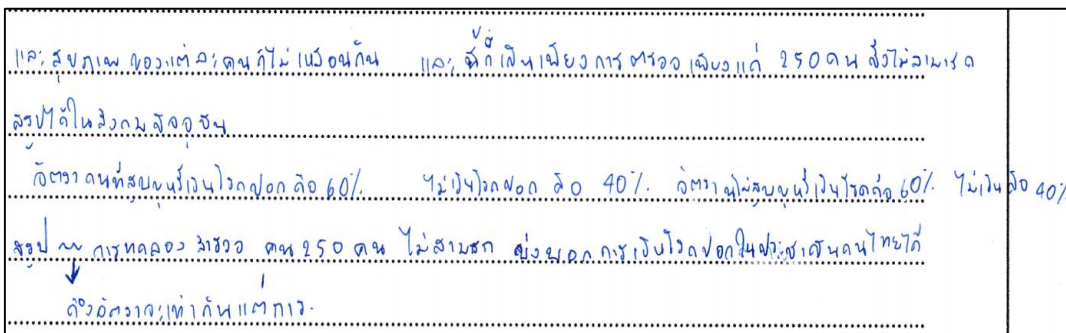 และสุขภาพของแต่ละคนก็ไม่เหมือนกัน และ นี่ก็เป็นเพียงการตรวจเพียงแค่ 250 คน ซึ่งไม่สามารถ
สรุปได้ในสังคมปัจจุบัน
อัตราคนที่สูบบุหรี่เป็นโรคปอด คือ 60% ไม่เป็นโรคปอด คือ 40% อัตราไม่สูบบุหรี่เป็นโรคคือ 60% ไม่เป็น คือ 40%
สรุป การทดลอง สำรวจ คน 250 คน ไม่สามารถ บ่งบอกการเป็นโรคปอดในประชาชนคนไทยได้
ถึงอัตราจะเท่ากันแต่การ